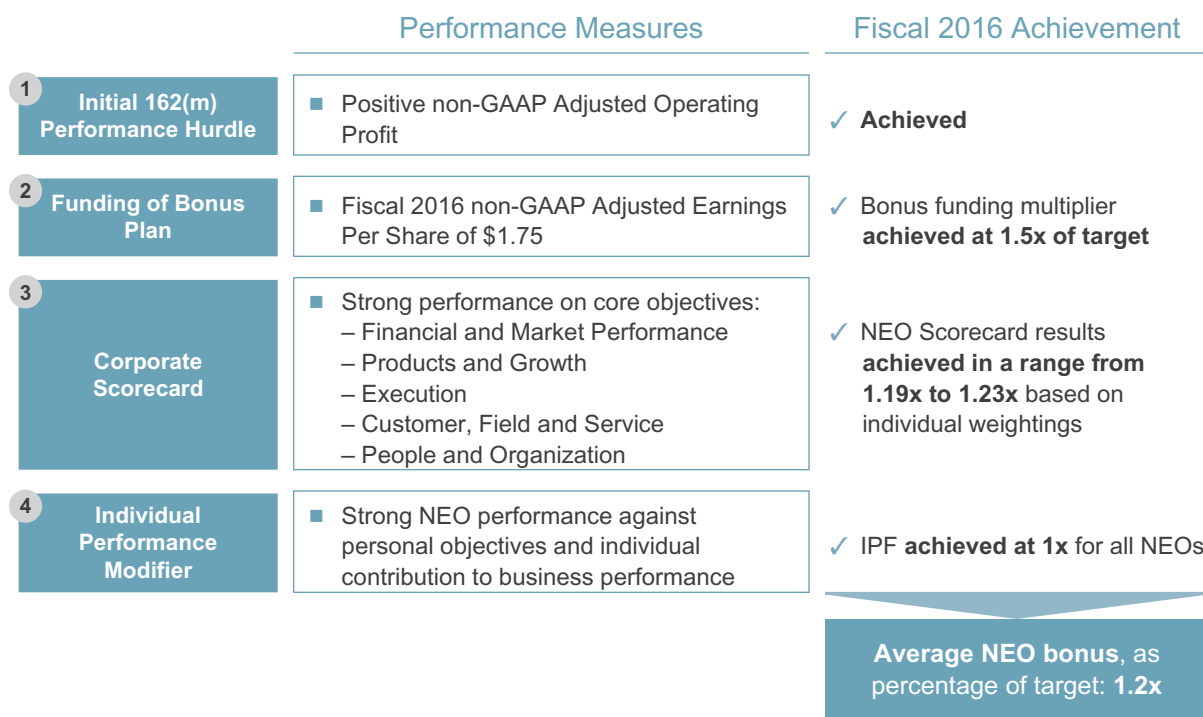 Performance Measures
Fiscal 2016 Achievement
1
Initial 162(m)
Performance Hurdle
■ Positive non-GAAP Adjusted Operating
Profit
✓ Achieved
2
Funding of Bonus
Plan
■ Fiscal 2016 non-GAAP Adjusted Earnings
Per Share of $1.75
✓ Bonus funding multiplier
achieved at 1.5x of target
3
Corporate
Scorecard
■ Strong performance on core objectives:
– Financial and Market Performance
– Products and Growth
– Execution
– Customer, Field and Service
– People and Organization
✓ NEO Scorecard results
achieved in a range from
1.19x to 1.23x based on
individual weightings
4
Individual
Performance
Modifier
■ Strong NEO performance against
personal objectives and individual
contribution to business performance
✓ IPF achieved at 1x for all NEOs
Average NEO bonus, as
percentage of target: 1.2x